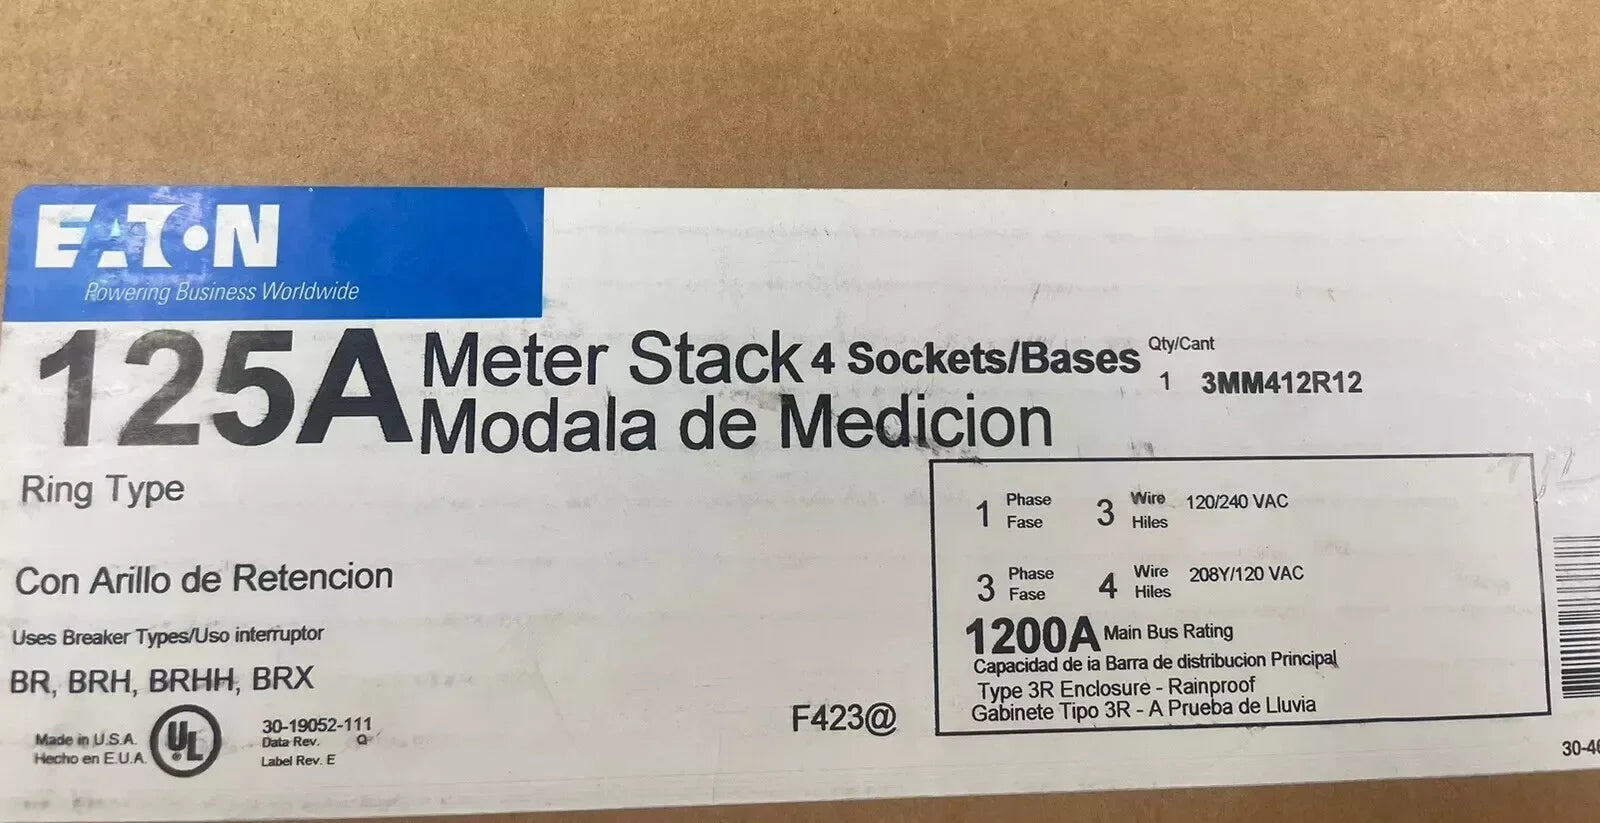 EATON
Powering Business Worldwide
125A Meter Stack 4 Sockets/Bases
Modala de Medicion
Qty/Cant
1 3MM412R12
Ring Type
Con Arillo de Retencion
Uses Breaker Types/Uso interruptor
BR, BRH, BRHH, BRX
Made in U.S.A.
Hecho en E.U.A.
UL
30-19052-111
Data Rev. Q
Label Rev. E
F423@
1 Phase 3 Wire 120/240 VAC
Fase Hiles
3 Phase 4 Wire 208Y/120 VAC
Fase Hiles
1200A Main Bus Rating
Capacidad de la Barra de distribucion Principal
Type 3R Enclosure - Rainproof
Gabinete Tipo 3R - A Prueba de Lluvia